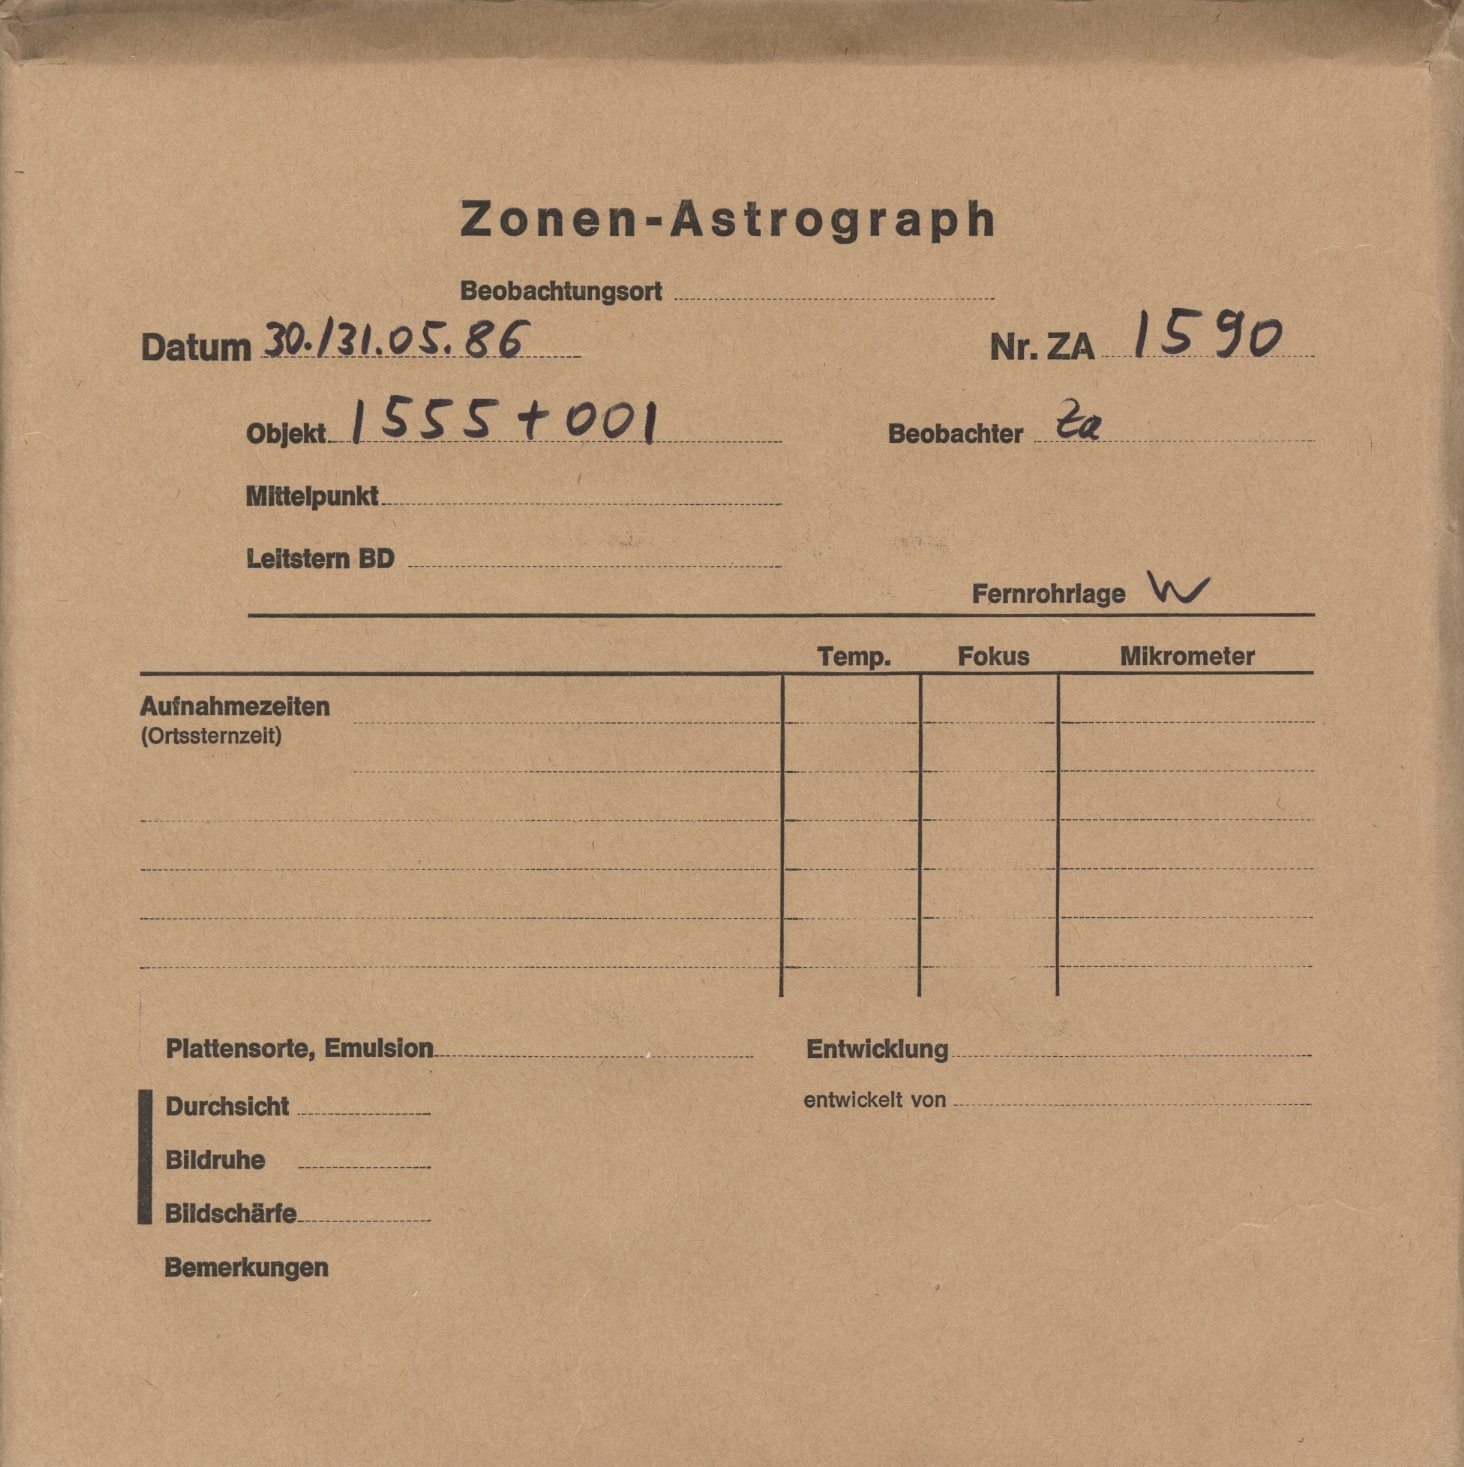 Zonen-Astrograph
Beobachtungsort
Datum 30./31.05.86 Nr. ZA 1590
Objekt 1555+001 Beobachter Za
Mittelpunkt
Leitstern BD
Fernrohrlage W
Temp. Fokus Mikrometer
Aufnahmezeiten
(Ortssternzeit)
Plattensorte, Emulsion Entwicklung
Durchsicht entwickelt von
Bildruhe
Bildschärfe
Bemerkungen